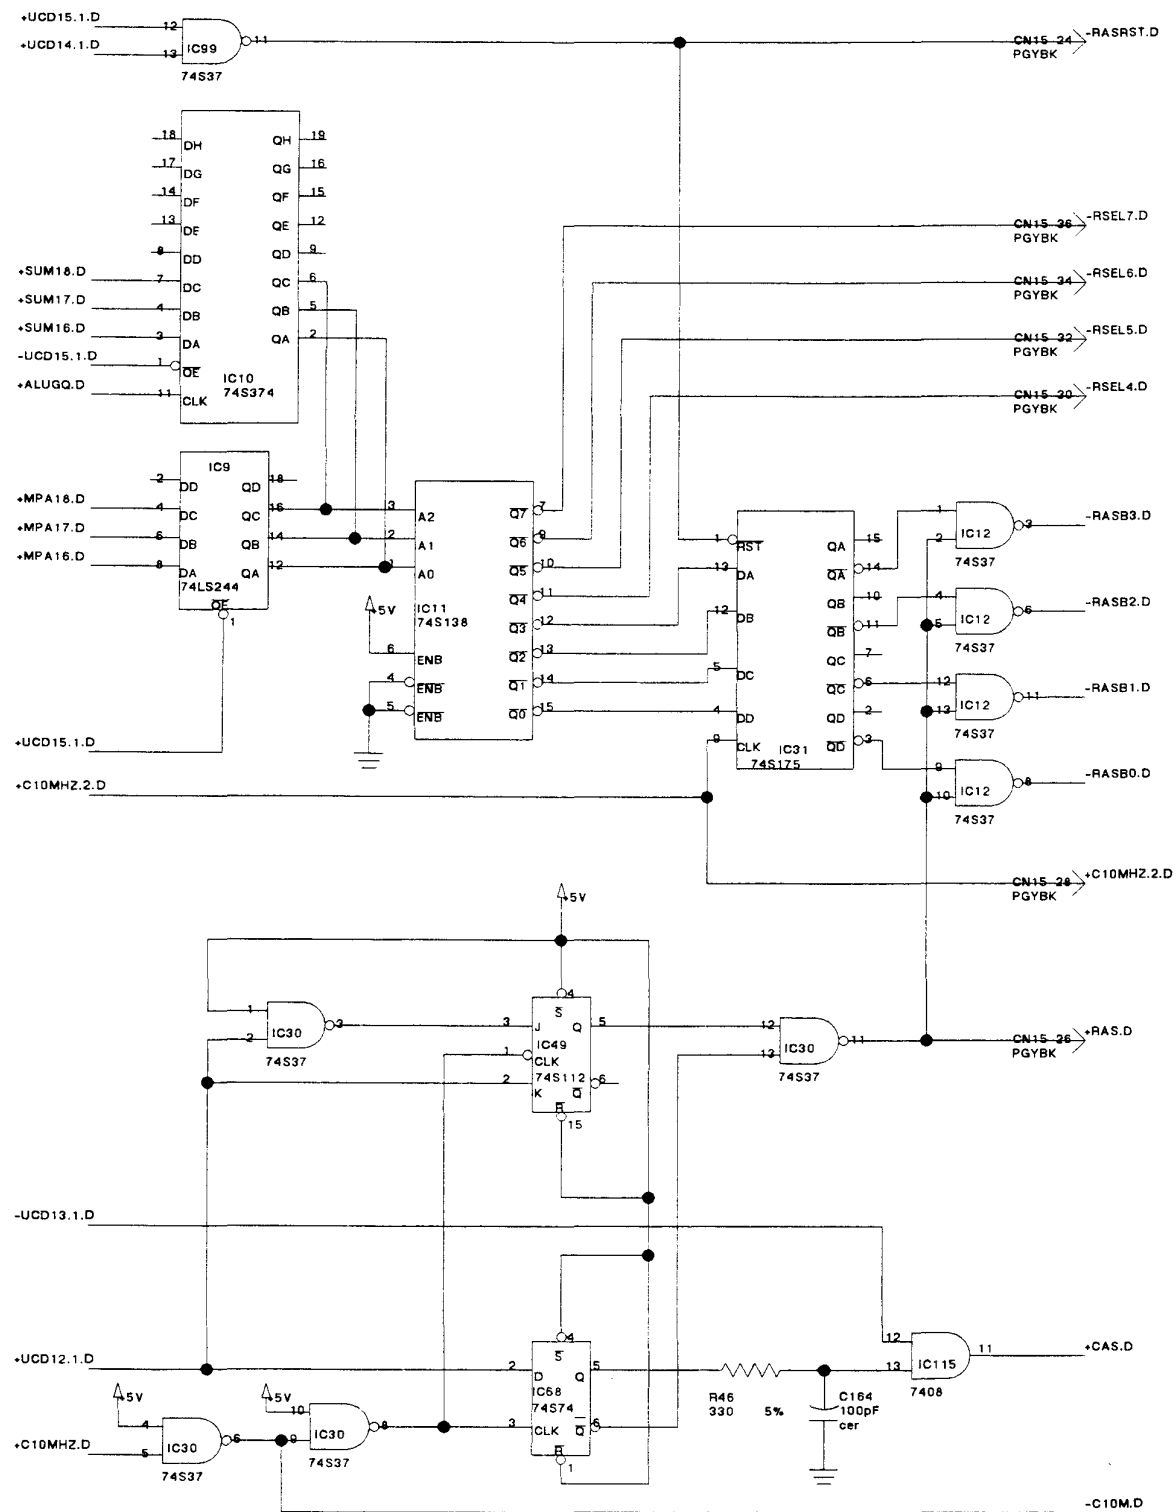 +UCD15.1.D
12
+UCD14.1.D
13
IC99
11
74S37
CN15 24
-RASRST.D
PGYBK
18 DH QH 19
17 DG QG 16
14 DF QF 15
13 DE QE 12
8 DD QD 9
+SUM18.D 7 DC QC 6
+SUM17.D 4 DB QB 5
+SUM16.D 3 DA QA 2
-UCD15.1.D 1 OE
IC10
74S374
+ALUGQ.D 11 CLK
CN15 36 -RSEL7.D
PGYBK
CN15 34 -RSEL6.D
PGYBK
CN15 32 -RSEL5.D
PGYBK
CN15 30 -RSEL4.D
PGYBK
IC9
2 DD QD 18
+MPA18.D 4 DC QC 16
+MPA17.D 6 DB QB 14
+MPA16.D 8 DA QA 12
74LS244
OE
1
3 A2 Q7 7
2 A1 Q6 9
1 A0 Q5 10
+5V
IC11
74S138
Q4 11
Q3 12
6 ENB Q2 13
4 ENB Q1 14
5 ENB Q0 15
1 RST QA 15
13 DA QA 14
12 DB QB 10
QB 11
QC 7
5 DC QC 6
4 DD QD 2
9 CLK IC31 QD 3
74S175
1
2 IC12 3 -RASB3.D
74S37
4
5 IC12 6 -RASB2.D
74S37
12
13 IC12 11 -RASB1.D
74S37
9
10 IC12 8 -RASB0.D
74S37
+UCD15.1.D
+C10MHZ.2.D
CN15 28 +C10MHZ.2.D
PGYBK
+5V
1
2 IC30 3
74S37
4
S
3 J Q 5
IC49
1 CLK
74S112
2 K Q 6
R
15
12
13 IC30 11
74S37
CN15 26 +RAS.D
PGYBK
-UCD13.1.D
4
S
+UCD12.1.D 2 D Q 5
IC68
74S74
3 CLK Q 6
R
1
R46
330 5%
C164
100pF
cer
12
13 IC115 11 +CAS.D
7408
+5V
4
+C10MHZ.D 5 IC30 6
74S37
+5V
10
9 IC30 8
74S37
-C10M.D